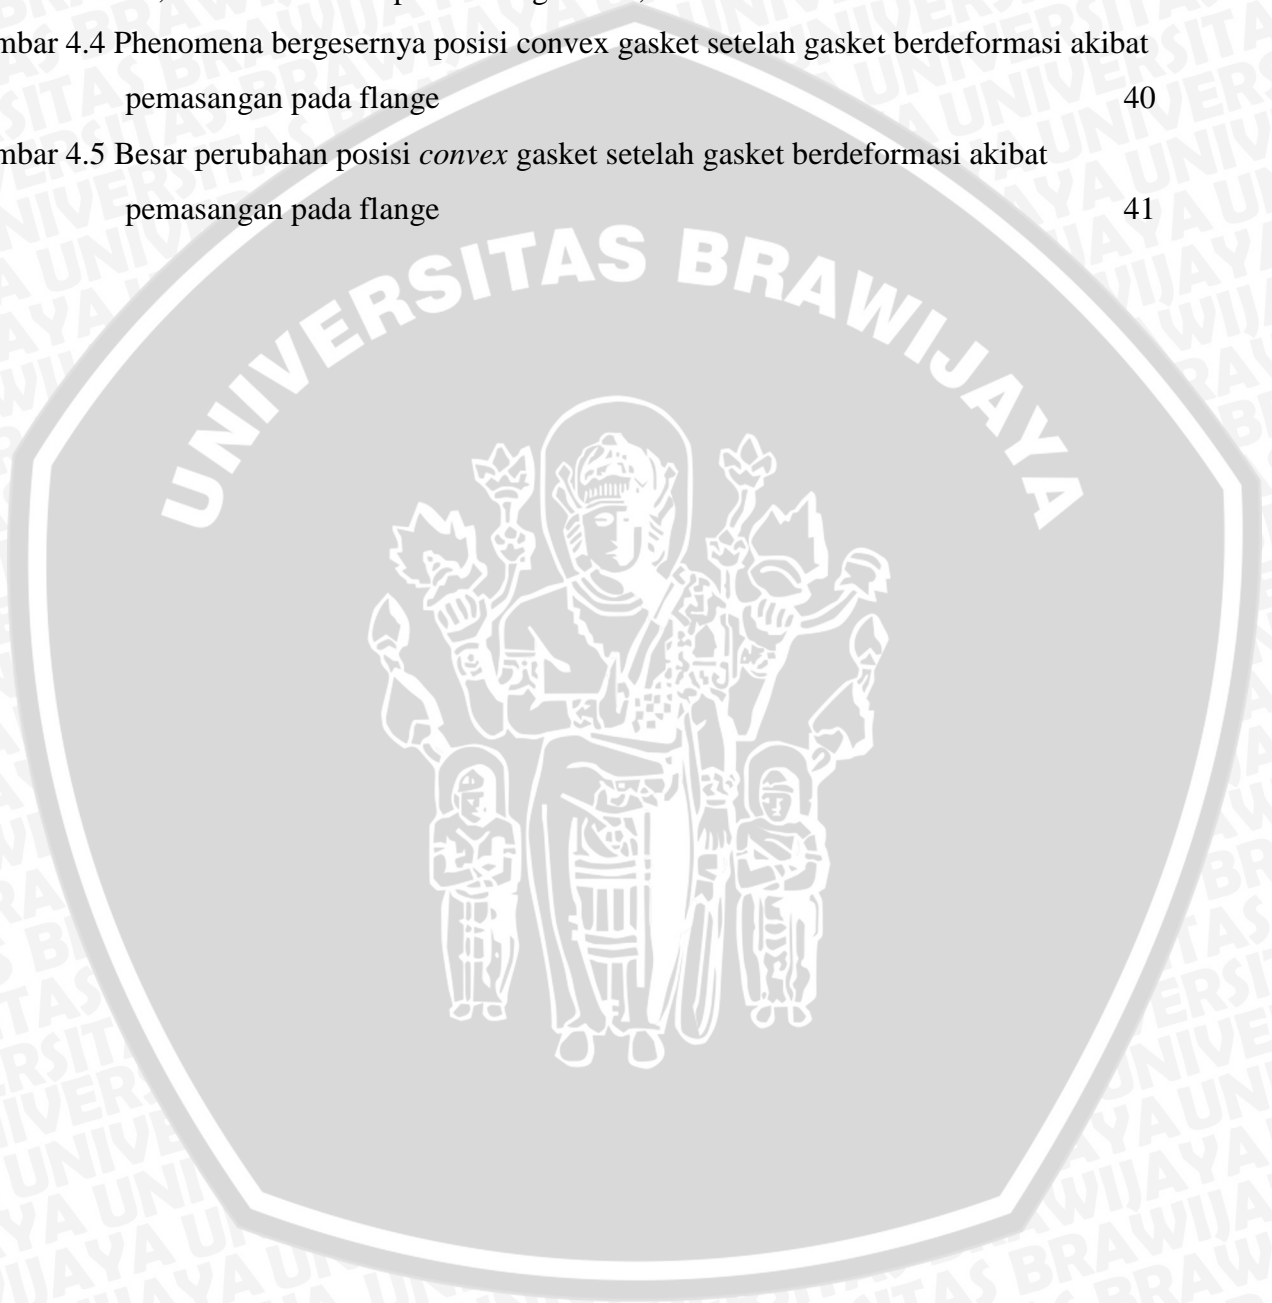 mbar 4.4 Phenomena bergesernya posisi convex gasket setelah gasket berdeformasi akibat
pemasangan pada flange 40
mbar 4.5 Besar perubahan posisi convex gasket setelah gasket berdeformasi akibat
pemasangan pada flange 41
UNIVERSITAS BRAWIJAYA